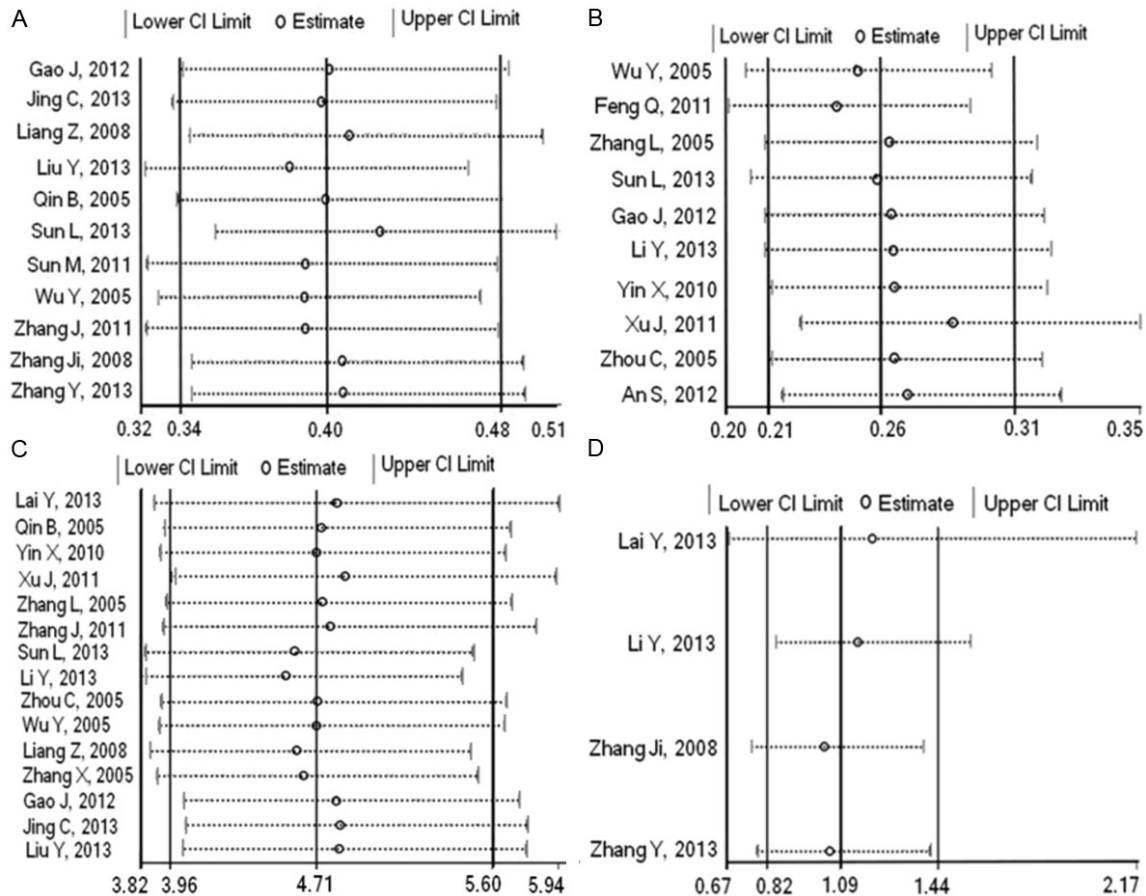 A
Lower CI Limit Estimate Upper CI Limit
Gao J, 2012
Jing C, 2013
Liang Z, 2008
Liu Y, 2013
Qin B, 2005
Sun L, 2013
Sun M, 2011
Wu Y, 2005
Zhang J, 2011
Zhang Ji, 2008
Zhang Y, 2013
0.32 0.34 0.40 0.48 0.51
B
Lower CI Limit Estimate Upper CI Limit
Wu Y, 2005
Feng Q, 2011
Zhang L, 2005
Sun L, 2013
Gao J, 2012
Li Y, 2013
Yin X, 2010
Xu J, 2011
Zhou C, 2005
An S, 2012
0.20 0.21 0.26 0.31 0.35
C
Lower CI Limit Estimate Upper CI Limit
Lai Y, 2013
Qin B, 2005
Yin X, 2010
Xu J, 2011
Zhang L, 2005
Zhang J, 2011
Sun L, 2013
Li Y, 2013
Zhou C, 2005
Wu Y, 2005
Liang Z, 2008
Zhang X, 2005
Gao J, 2012
Jing C, 2013
Liu Y, 2013
3.82 3.96 4.71 5.60 5.94
D
Lower CI Limit Estimate Upper CI Limit
Lai Y, 2013
Li Y, 2013
Zhang Ji, 2008
Zhang Y, 2013
0.67 0.82 1.09 1.44 2.17